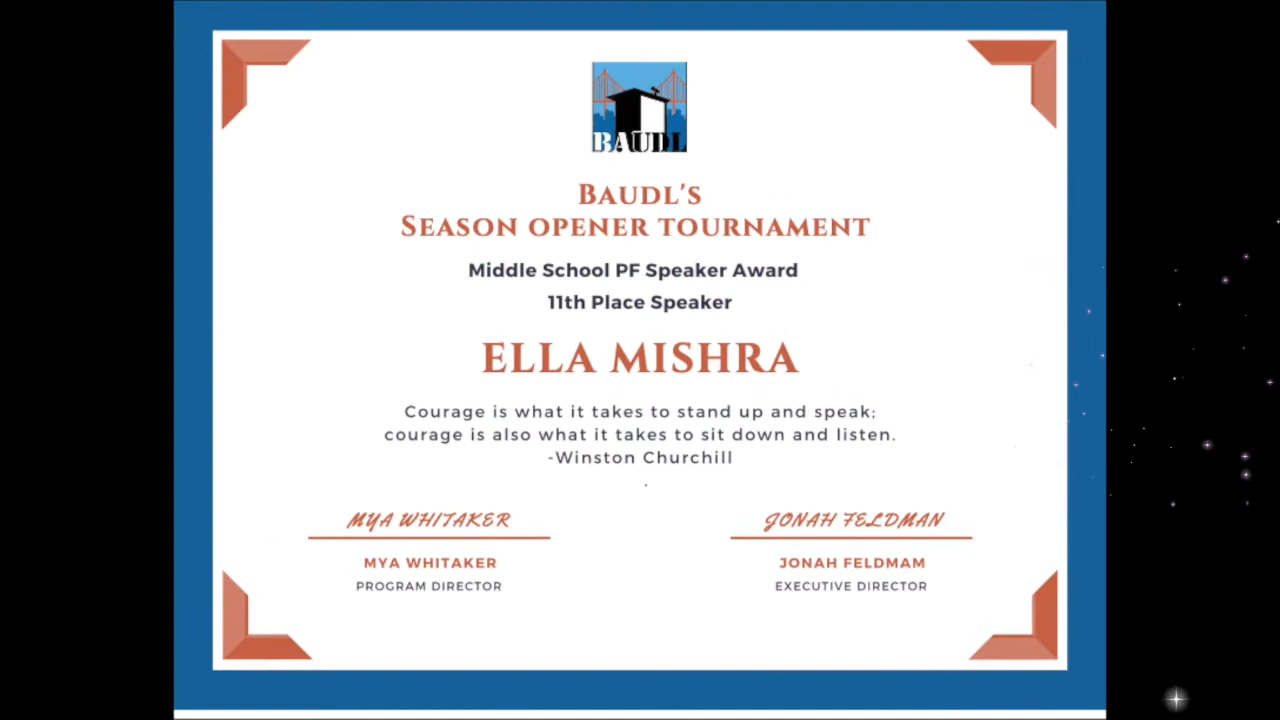 BAUDL
BAUDL'S
SEASON OPENER TOURNAMENT
Middle School PF Speaker Award
11th Place Speaker
ELLA MISHRA
Courage is what it takes to stand up and speak;
courage is also what it takes to sit down and listen.
-Winston Churchill
.
MYA WHITAKER
JONAH FELDMAN
MYA WHITAKER
JONAH FELDMAM
PROGRAM DIRECTOR
EXECUTIVE DIRECTOR